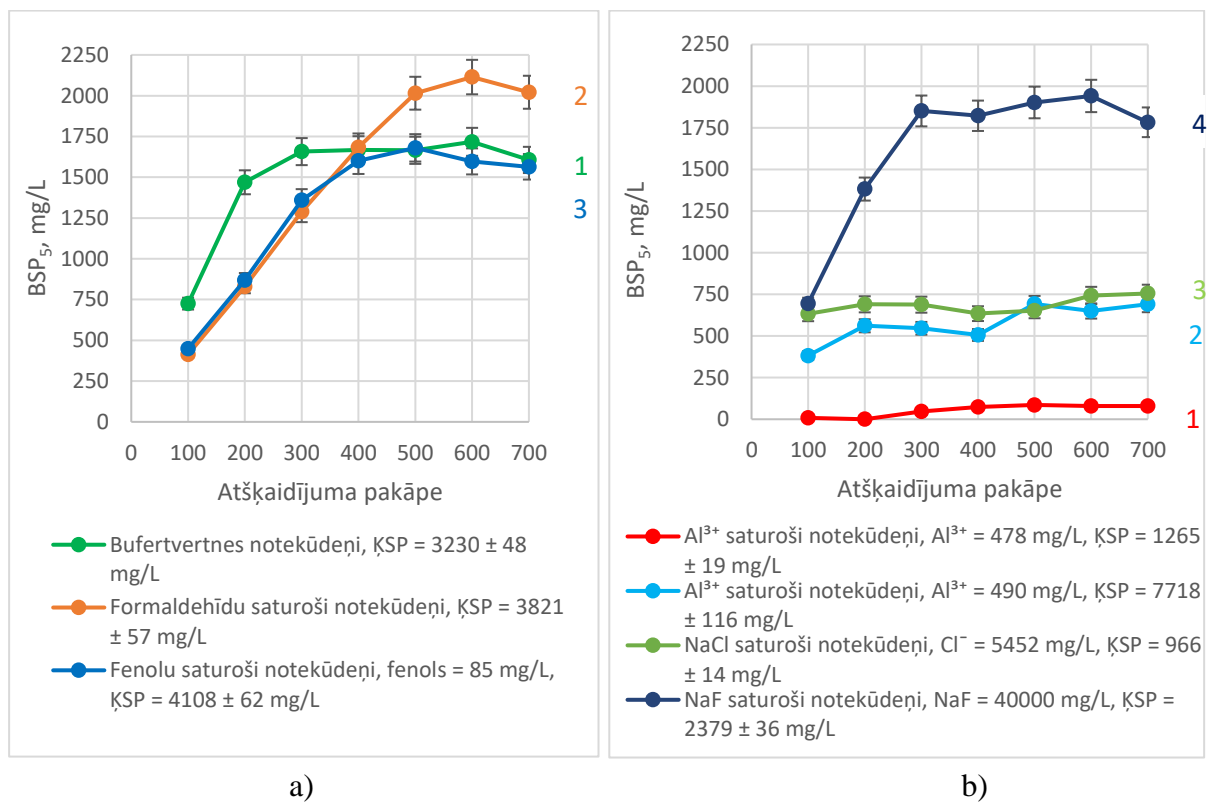 2250
2000
1750
1500
1250
1000
750
500
250
0
BSP₅, mg/L
0 100 200 300 400 500 600 700
Atšķaidījuma pakāpe
2
1
3
Bufertvertnes notekūdeņi, ĶSP = 3230 ± 48
mg/L
Formaldehīdu saturoši notekūdeņi, ĶSP = 3821
± 57 mg/L
Fenolu saturoši notekūdeņi, fenols = 85 mg/L,
ĶSP = 4108 ± 62 mg/L
a)
2250
2000
1750
1500
1250
1000
750
500
250
0
BSP₅, mg/L
0 100 200 300 400 500 600 700
Atšķaidījuma pakāpe
4
3
2
1
Al³⁺ saturoši notekūdeņi, Al³⁺ = 478 mg/L, ĶSP = 1265
± 19 mg/L
Al³⁺ saturoši notekūdeņi, Al³⁺ = 490 mg/L, ĶSP = 7718
± 116 mg/L
NaCl saturoši notekūdeņi, Cl⁻ = 5452 mg/L, ĶSP = 966
± 14 mg/L
NaF saturoši notekūdeņi, NaF = 40000 mg/L, ĶSP =
2379 ± 36 mg/L
b)